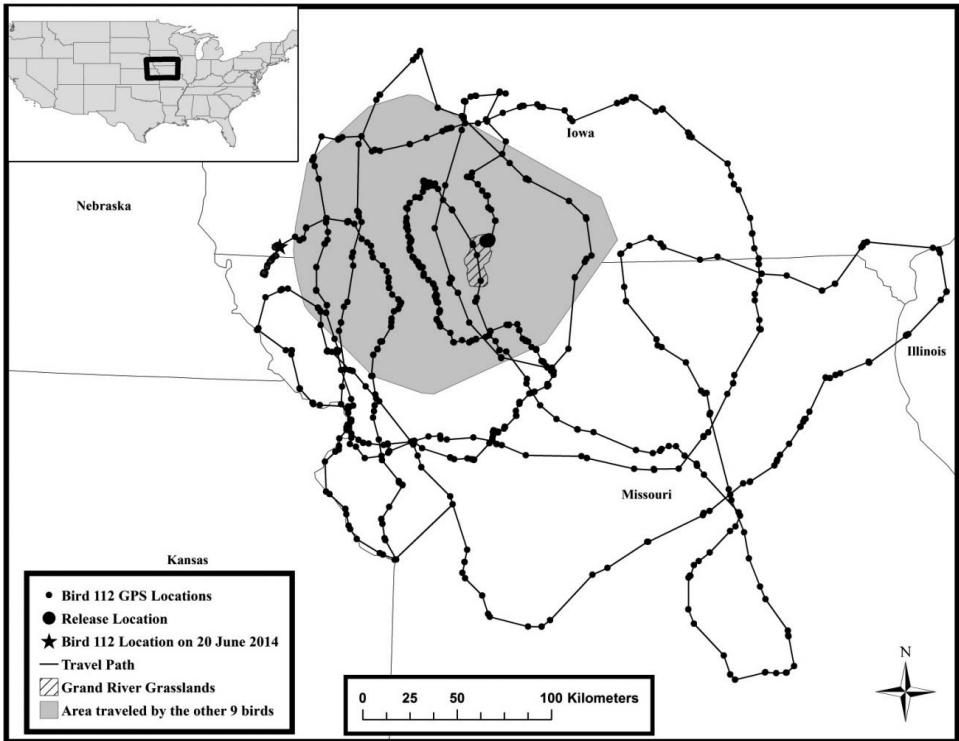 Iowa
Nebraska
Illinois
Missouri
Kansas
Bird 112 GPS Locations
Release Location
Bird 112 Location on 20 June 2014
Travel Path
Grand River Grasslands
Area traveled by the other 9 birds
0 25 50 100 Kilometers
N